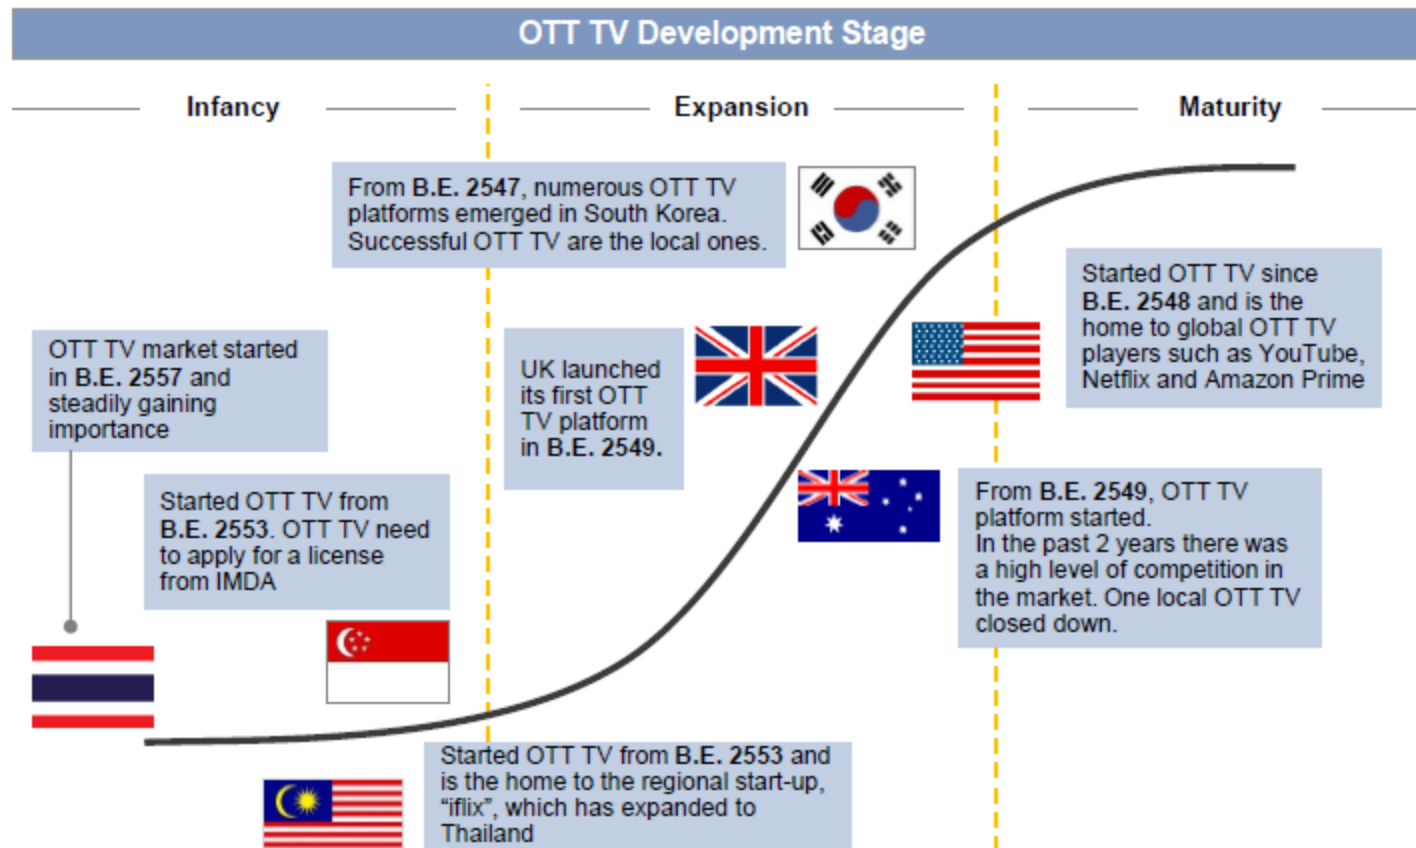 OTT TV Development Stage
Infancy
Expansion
Maturity
From B.E. 2547, numerous OTT TV
platforms emerged in South Korea.
Successful OTT TV are the local ones.
Started OTT TV since
B.E. 2548 and is the
home to global OTT TV
players such as YouTube,
Netflix and Amazon Prime
OTT TV market started
in B.E. 2557 and
steadily gaining
importance
UK launched
its first OTT
TV platform
in B.E. 2549.
Started OTT TV from
B.E. 2553. OTT TV need
to apply for a license
from IMDA
From B.E. 2549, OTT TV
platform started.
In the past 2 years there was
a high level of competition in
the market. One local OTT TV
closed down.
Started OTT TV from B.E. 2553 and
is the home to the regional start-up,
“iflix”, which has expanded to
Thailand